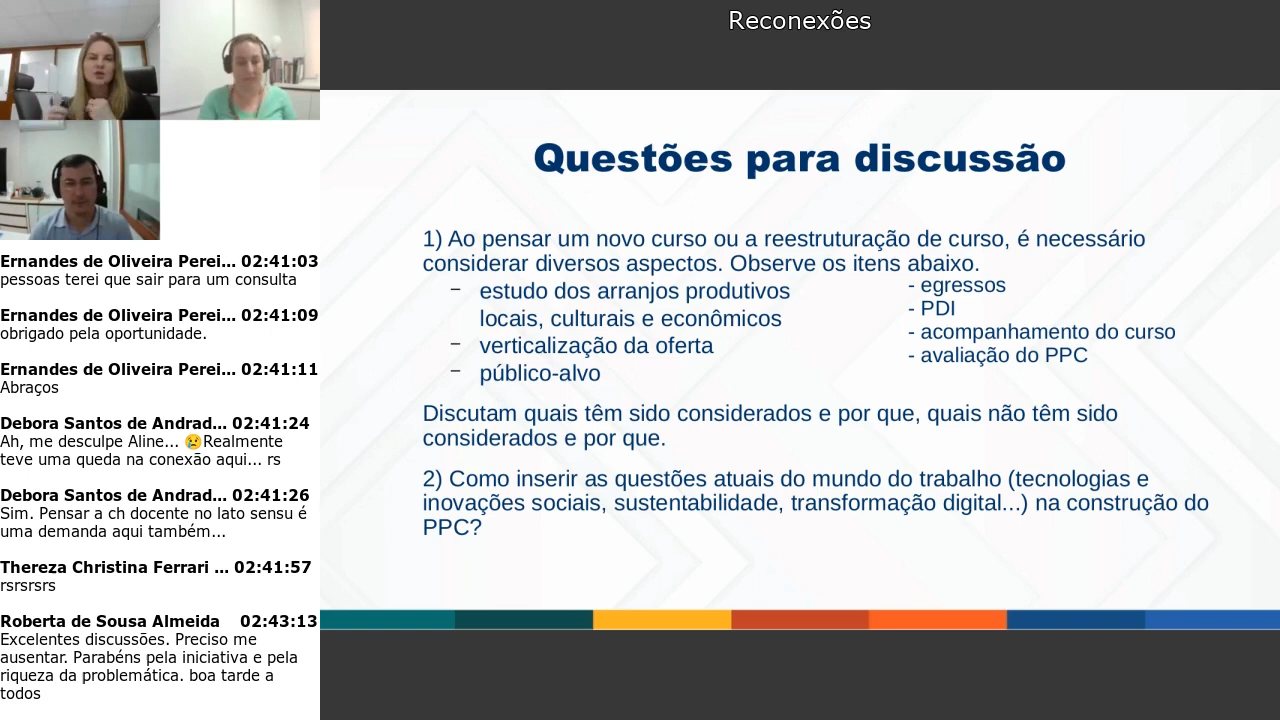 Reconexões
Ernandes de Oliveira Perei... 02:41:03
pessoas terei que sair para um consulta
Ernandes de Oliveira Perei... 02:41:09
obrigado pela oportunidade.
Ernandes de Oliveira Perei... 02:41:11
Abraços
Debora Santos de Andrad... 02:41:24
Ah, me desculpe Aline... 😢Realmente
teve uma queda na conexão aqui... rs
Debora Santos de Andrad... 02:41:26
Sim. Pensar a ch docente no lato sensu é
uma demanda aqui também...
Thereza Christina Ferrari ... 02:41:57
rsrsrsrs
Roberta de Sousa Almeida 02:43:13
Excelentes discussões. Preciso me
ausentar. Parabéns pela iniciativa e pela
riqueza da problemática. boa tarde a
todos
Questões para discussão
1) Ao pensar um novo curso ou a reestruturação de curso, é necessário
considerar diversos aspectos. Observe os itens abaixo.
– estudo dos arranjos produtivos
locais, culturais e econômicos
– verticalização da oferta
– público-alvo
- egressos
- PDI
- acompanhamento do curso
- avaliação do PPC
Discutam quais têm sido considerados e por que, quais não têm sido
considerados e por que.
2) Como inserir as questões atuais do mundo do trabalho (tecnologias e
inovações sociais, sustentabilidade, transformação digital...) na construção do
PPC?